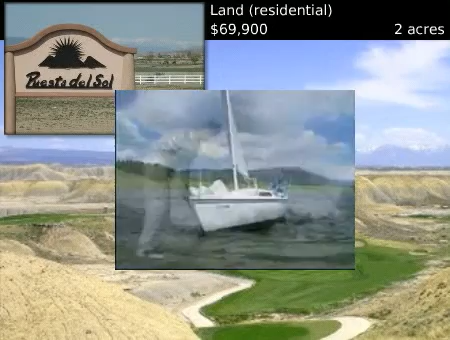 Land (residential)
$69,900 2 acres
Puesta del Sol